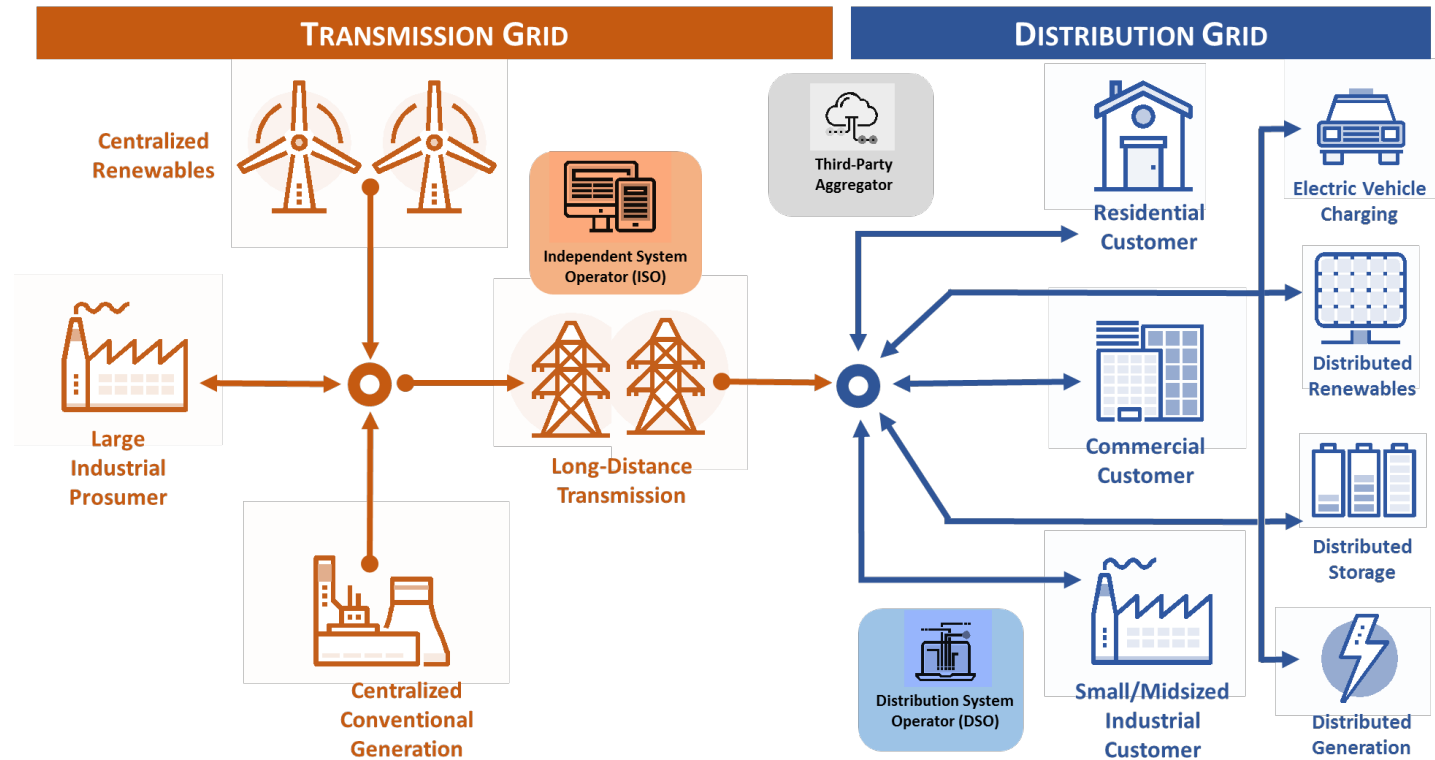 TRANSMISSION GRID
DISTRIBUTION GRID
Centralized
Renewables
Independent System
Operator (ISO)
Third-Party
Aggregator
Residential
Customer
Electric Vehicle
Charging
Large
Industrial
Prosumer
Long-Distance
Transmission
Commercial
Customer
Distributed
Renewables
Distributed
Storage
Centralized
Conventional
Generation
Distribution System
Operator (DSO)
Small/Midsized
Industrial
Customer
Distributed
Generation